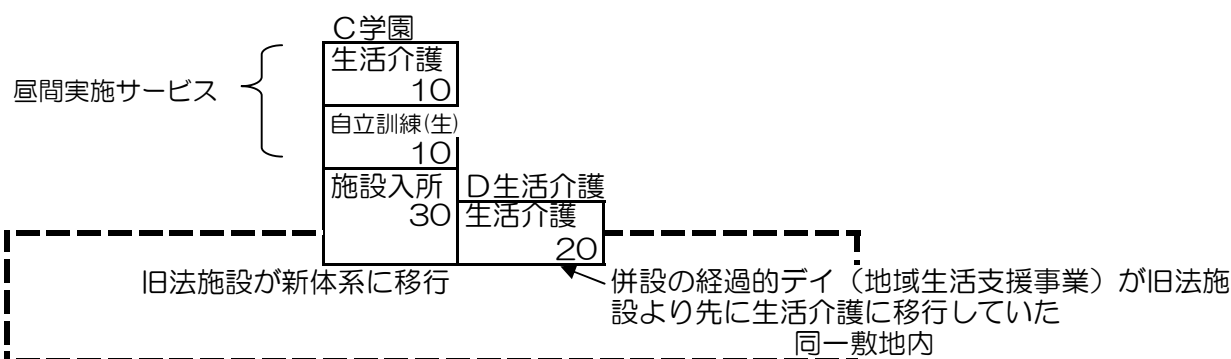 C学園
生活介護
10
昼間実施サービス
自立訓練(生)
10
施設入所
30
D生活介護
生活介護
20
旧法施設が新体系に移行
併設の経過的デイ（地域生活支援事業）が旧法施
設より先に生活介護に移行していた
同一敷地内